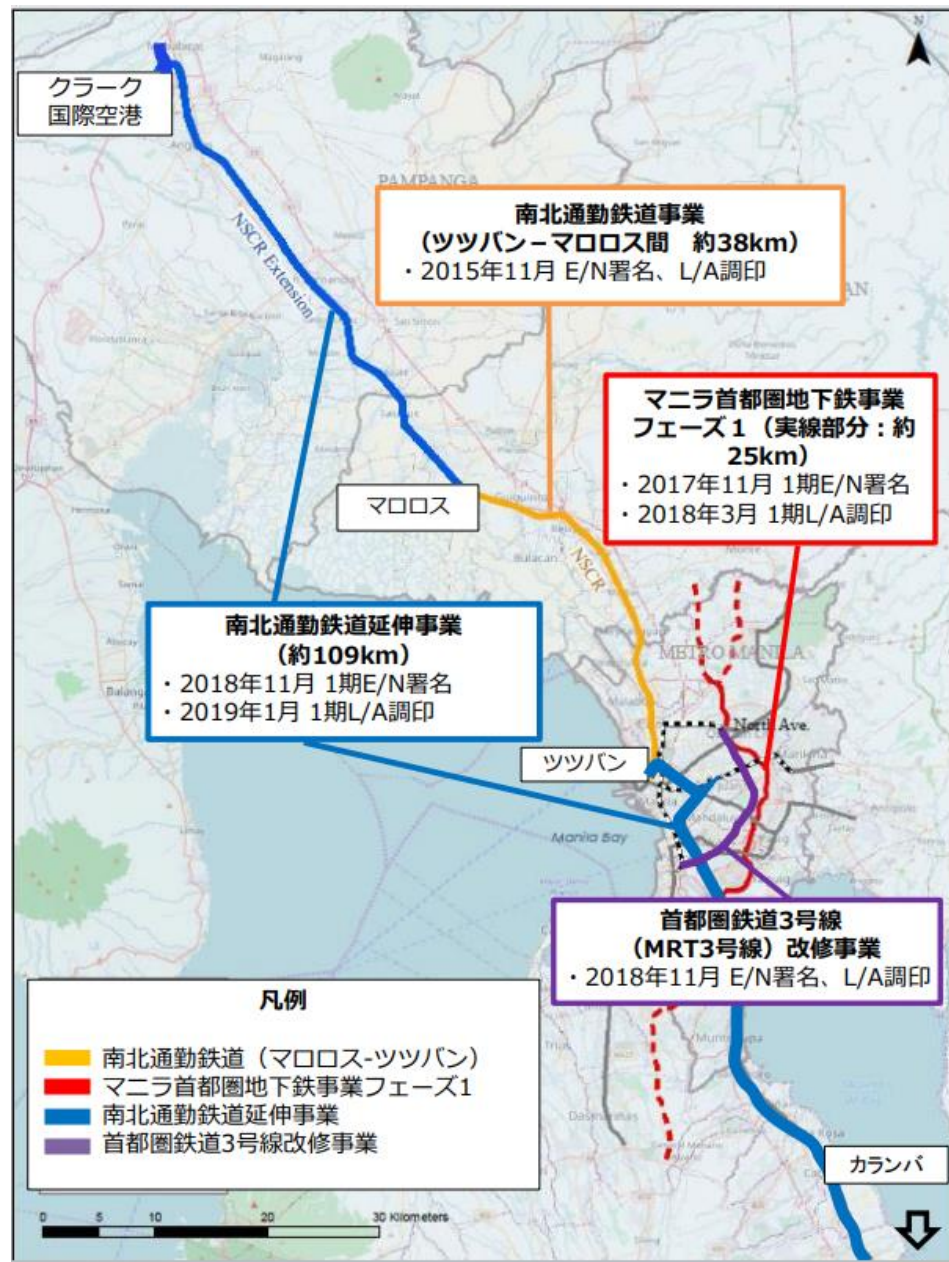 N
クラーク
国際空港
Magalang
Angeles
San Miguel
PAMPANGA
Mexico
NSCR Extension
San Simon
南北通勤鉄道事業
（ツツバン－マロロス間　約38km）
・2015年11月 E/N署名、L/A調印
マニラ首都圏地下鉄事業
フェーズ１（実線部分：約
25km）
・2017年11月 1期E/N署名
・2018年3月 1期L/A調印
マロロス
Guiguinto
Bulacan
NSCR
南北通勤鉄道延伸事業
（約109km）
・2018年11月 1期E/N署名
・2019年1月 1期L/A調印
METRO MANILA
North Ave.
Marikina
ツツバン
Manila Bay
首都圏鉄道3号線
（MRT3号線）改修事業
・2018年11月 E/N署名、L/A調印
凡例
南北通勤鉄道（マロロス-ツツバン）
マニラ首都圏地下鉄事業フェーズ1
南北通勤鉄道延伸事業
首都圏鉄道3号線改修事業
Dasmariñas
カランバ
0 5 10 20 30 Kilometers